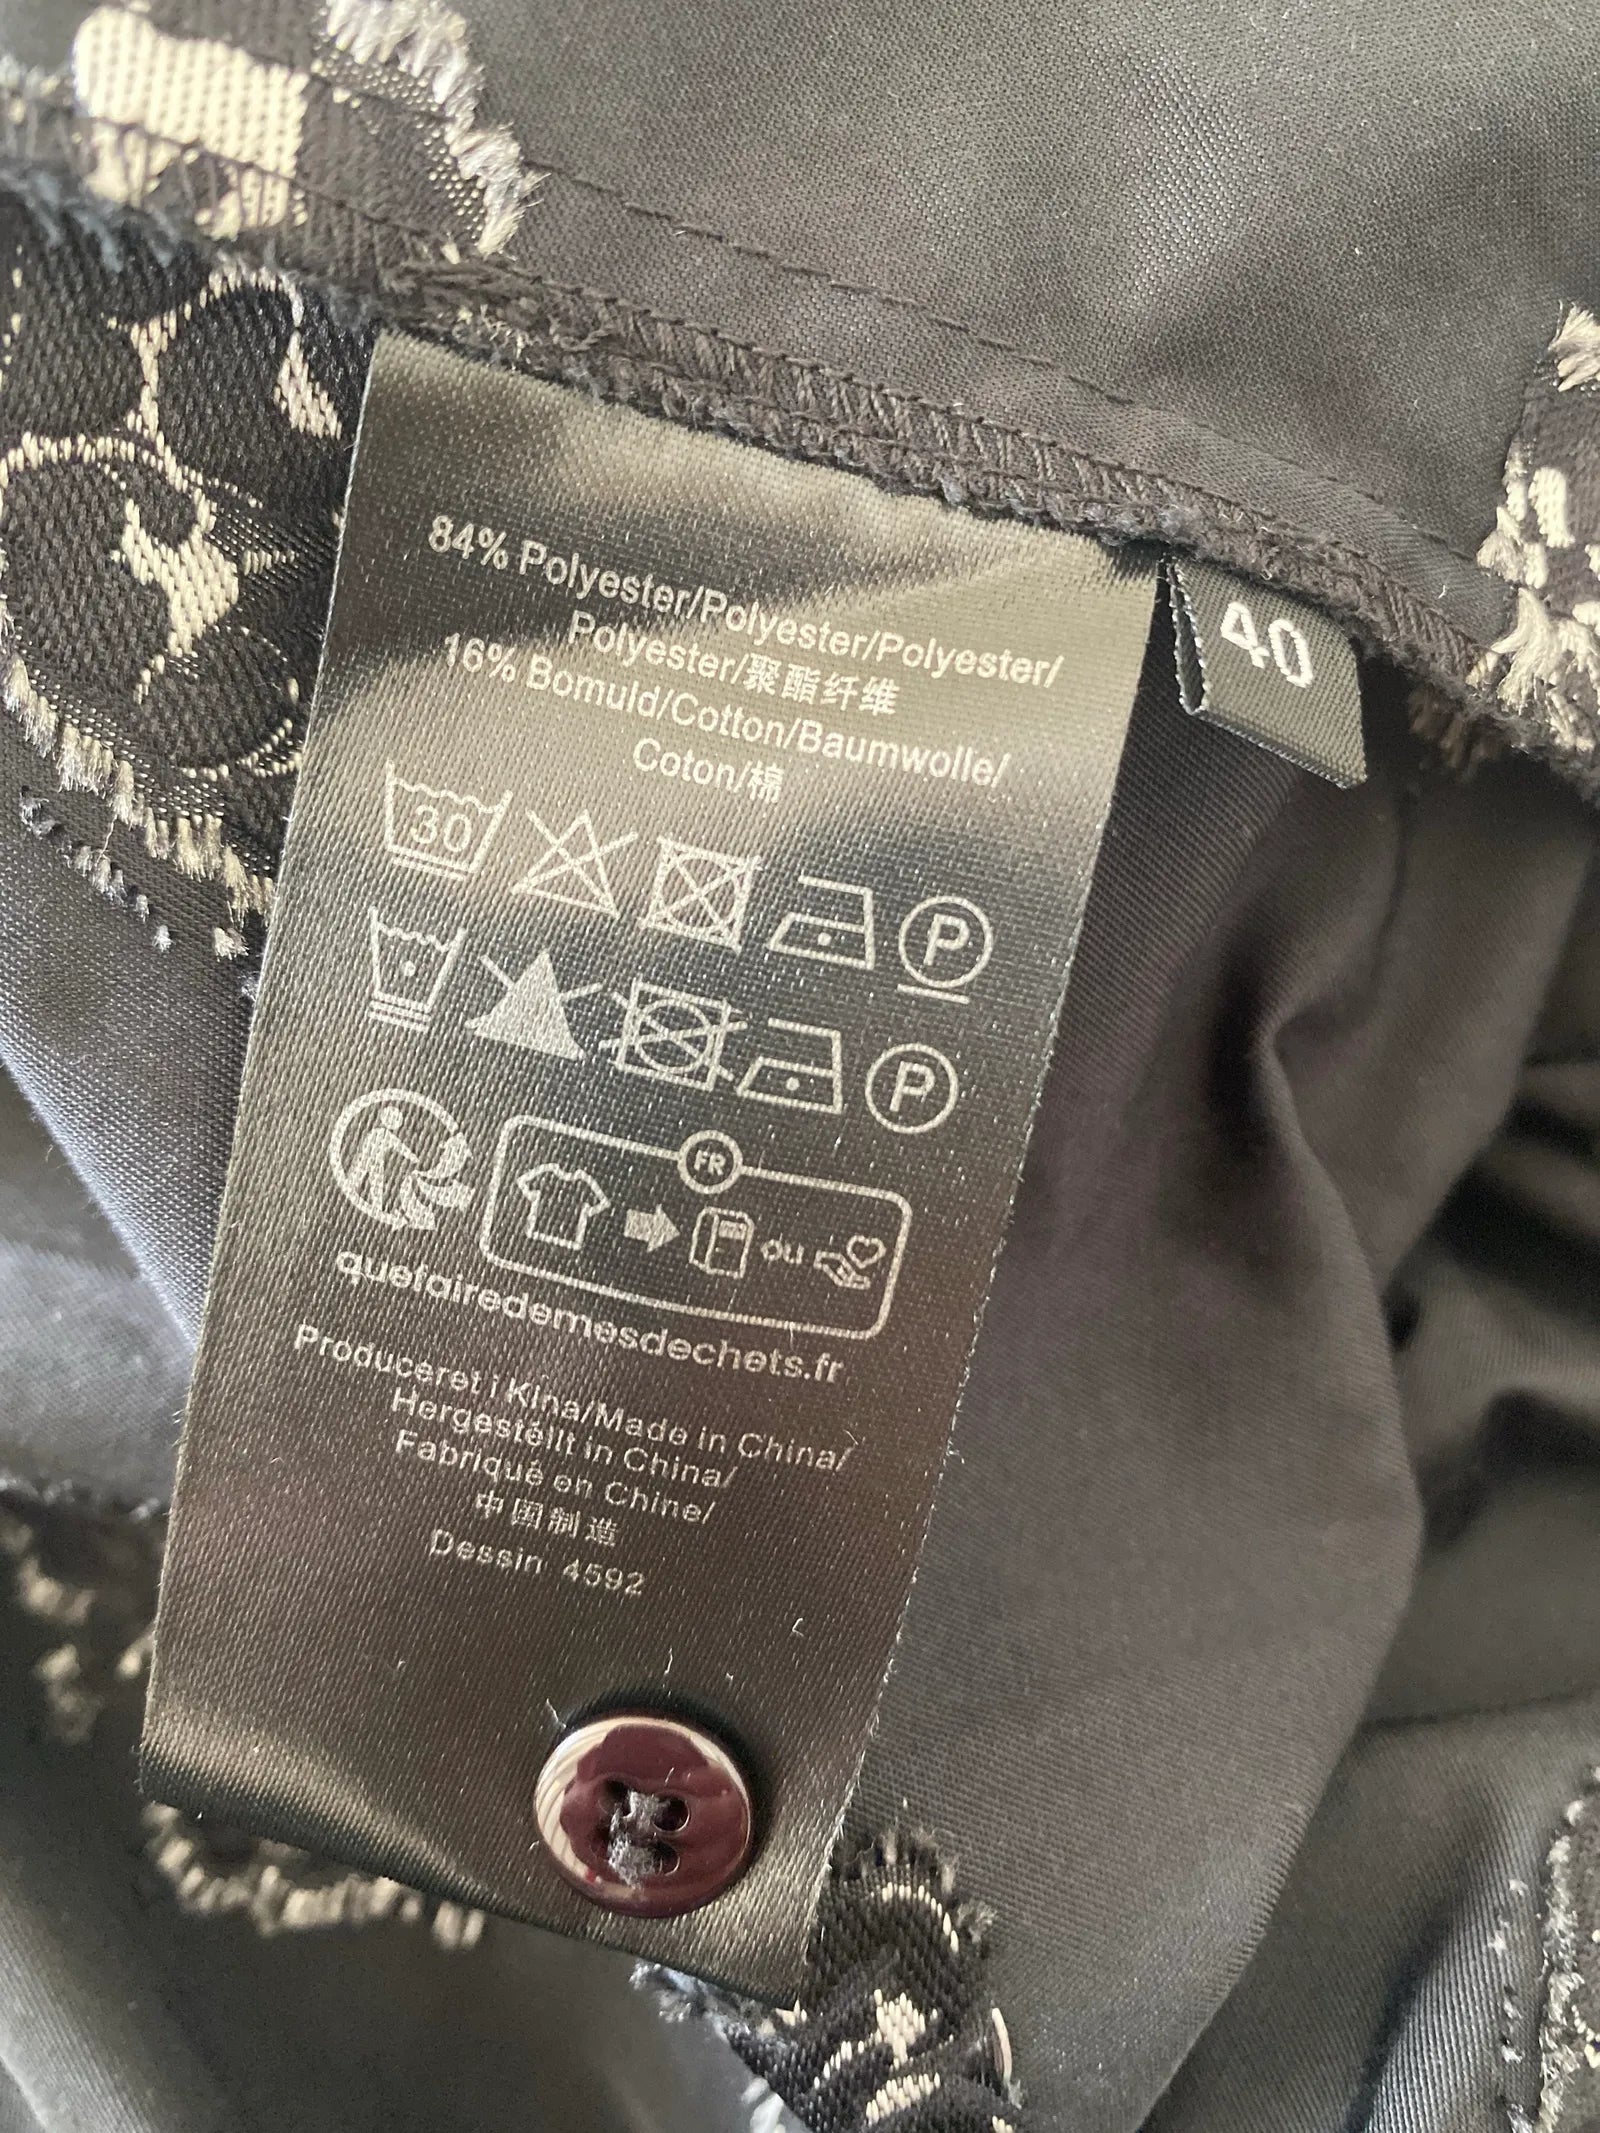 84% Polyester/Polyester/Polyester/
Polyester/聚酯纤维
16% Bomuld/Cotton/Baumwolle/
Coton/棉
40
30
P
P
FR
ou
quefairedemesdechets.fr
Produceret i Kina/Made in China/
Hergestellt in China/
Fabriqué en Chine/
中国制造
Dessin 4592